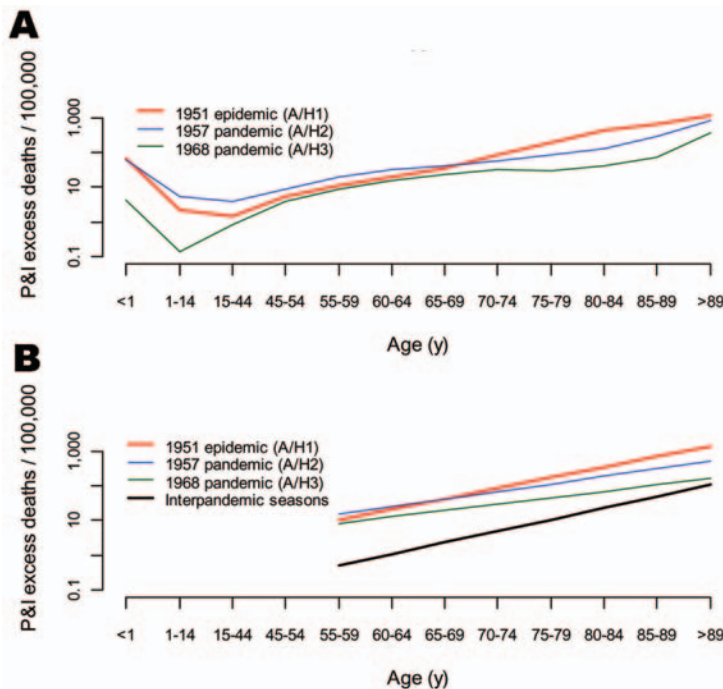 A
P&I excess deaths / 100,000
1,000
10
0.1
1951 epidemic (A/H1)
1957 pandemic (A/H2)
1968 pandemic (A/H3)
<1 1-14 15-44 45-54 55-59 60-64 65-69 70-74 75-79 80-84 85-89 >89
Age (y)
B
P&I excess deaths / 100,000
1,000
10
0.1
1951 epidemic (A/H1)
1957 pandemic (A/H2)
1968 pandemic (A/H3)
Interpandemic seasons
<1 1-14 15-44 45-54 55-59 60-64 65-69 70-74 75-79 80-84 85-89 >89
Age (y)